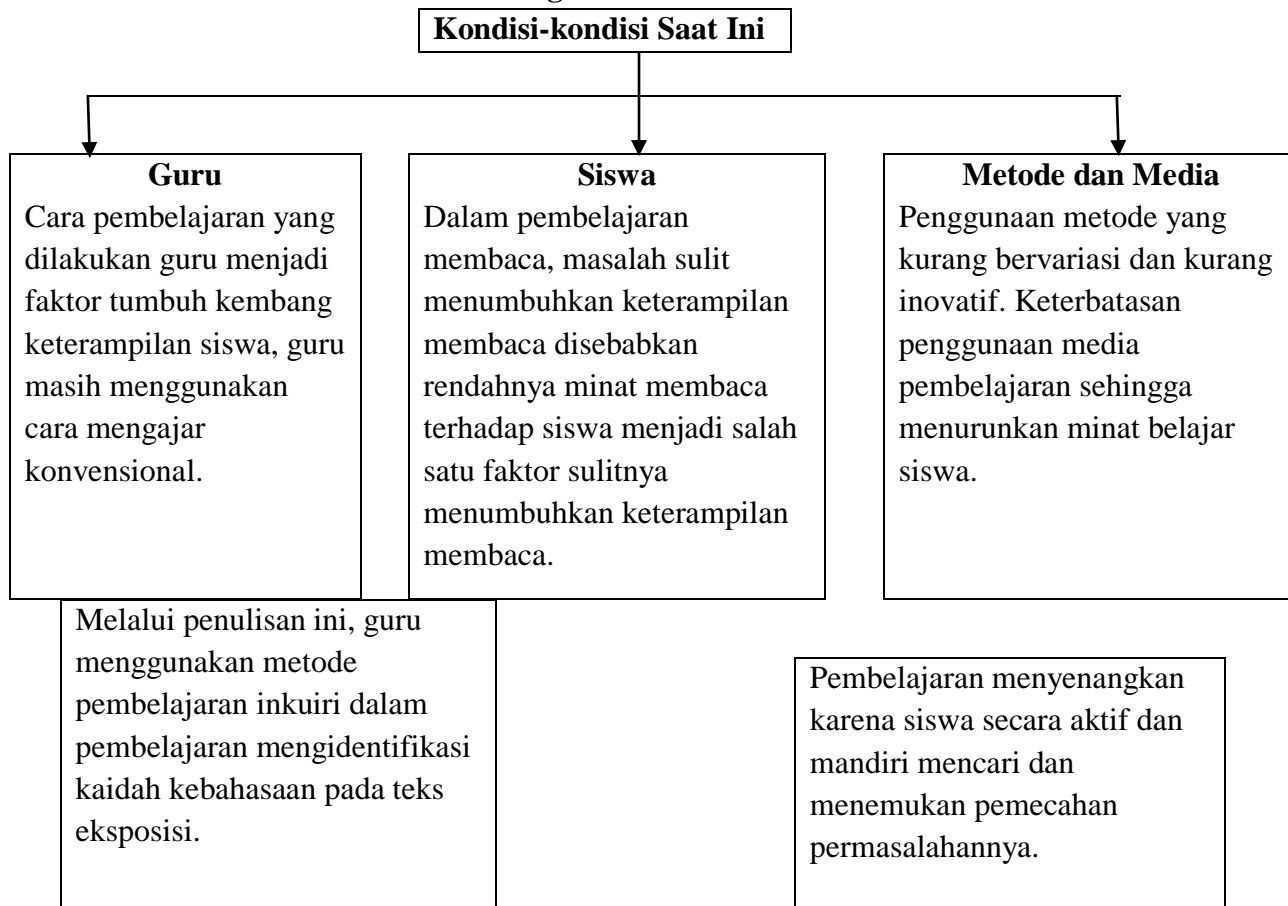 Kondisi-kondisi Saat Ini
Guru
Cara pembelajaran yang
dilakukan guru menjadi
faktor tumbuh kembang
keterampilan siswa, guru
masih menggunakan
cara mengajar
konvensional.
Siswa
Dalam pembelajaran
membaca, masalah sulit
menumbuhkan keterampilan
membaca disebabkan
rendahnya minat membaca
terhadap siswa menjadi salah
satu faktor sulitnya
menumbuhkan keterampilan
membaca.
Metode dan Media
Penggunaan metode yang
kurang bervariasi dan kurang
inovatif. Keterbatasan
penggunaan media
pembelajaran sehingga
menurunkan minat belajar
siswa.
Melalui penulisan ini, guru
menggunakan metode
pembelajaran inkuiri dalam
pembelajaran mengidentifikasi
kaidah kebahasaan pada teks
eksposisi.
Pembelajaran menyenangkan
karena siswa secara aktif dan
mandiri mencari dan
menemukan pemecahan
permasalahannya.